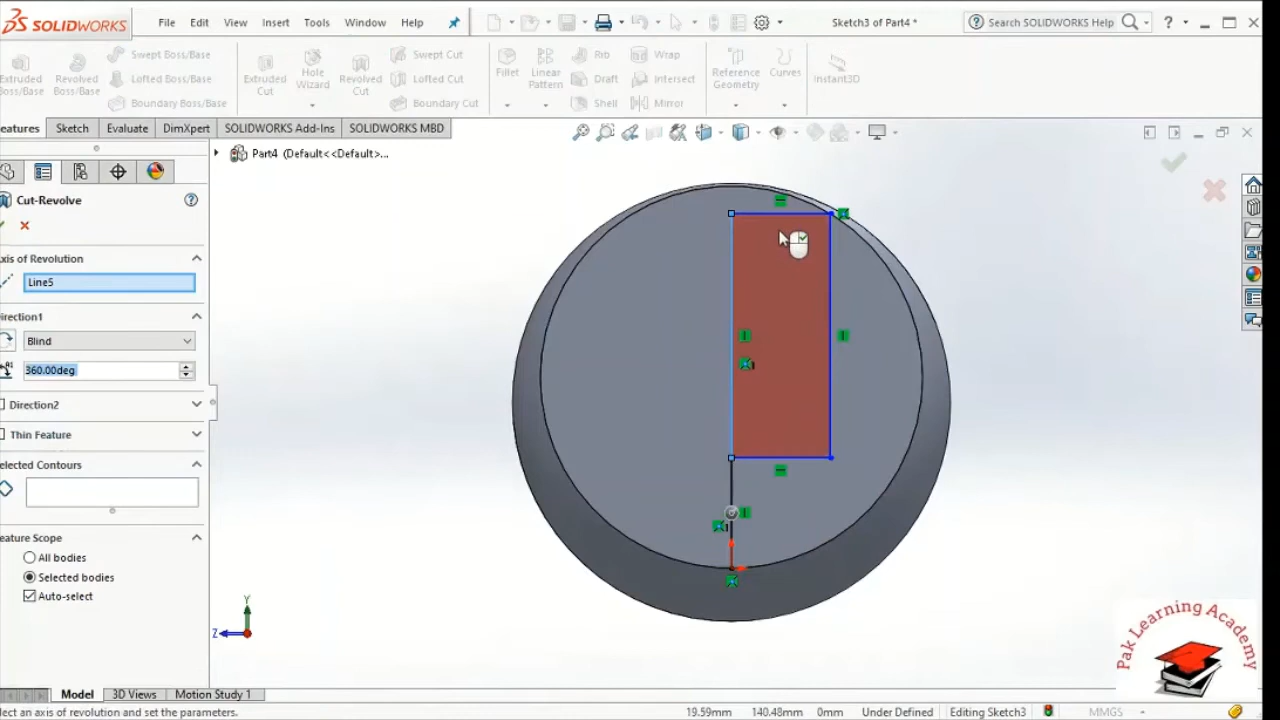 SOLIDWORKS File Edit View Insert Tools Window Help Sketch3 of Part4 * Search SOLIDWORKS Help ?
Extruded Boss/Base
Revolved Boss/Base
Swept Boss/Base
Lofted Boss/Base
Boundary Boss/Base
Extruded Cut
Hole Wizard
Revolved Cut
Swept Cut
Lofted Cut
Boundary Cut
Fillet
Linear Pattern
Rib
Draft
Shell
Wrap
Intersect
Mirror
Reference Geometry
Curves
Instant3D
eatures Sketch Evaluate DimXpert SOLIDWORKS Add-Ins SOLIDWORKS MBD
Part4 (Default<<Default>...
Cut-Revolve ?
xis of Revolution
Line5
irection1
Blind
360.00deg
Direction2
Thin Feature
elected Contours
eature Scope
All bodies
Selected bodies
Auto-select
Y
Z
Pak Learning Academy
Model 3D Views Motion Study 1
lect an axis of revolution and set the parameters. 19.59mm 140.48mm 0mm Under Defined Editing Sketch3 MMGS